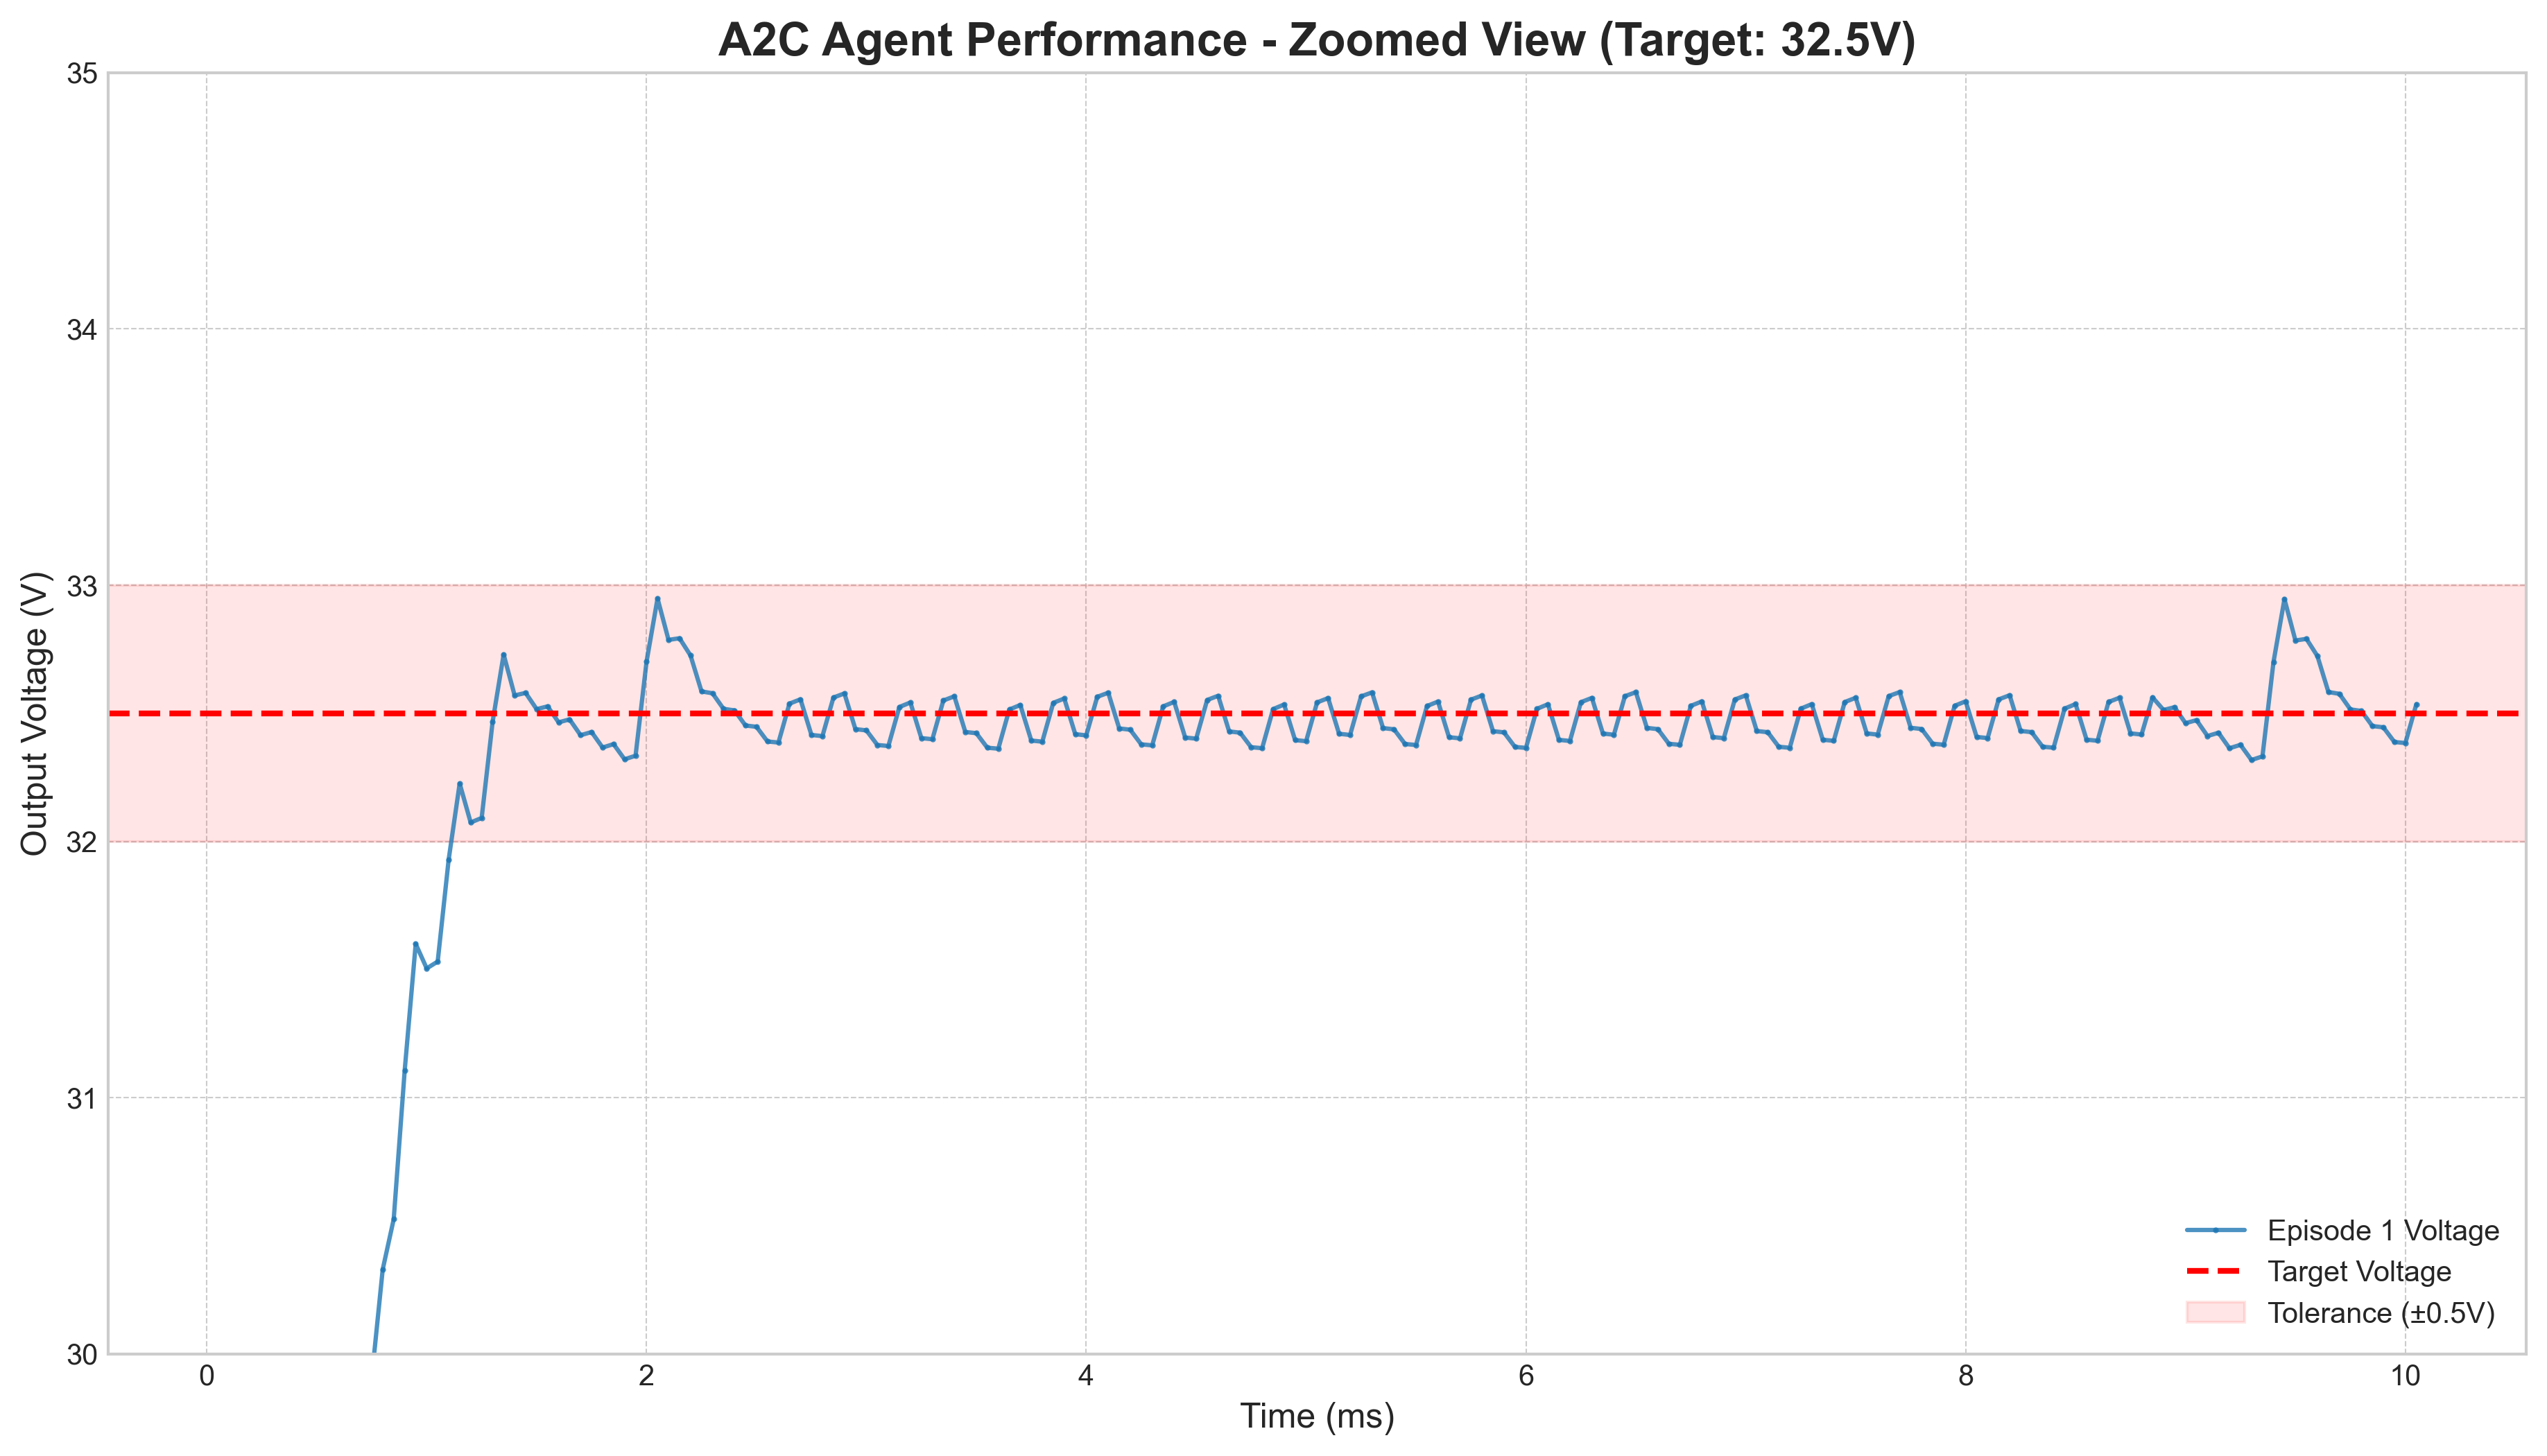 A2C Agent Performance - Zoomed View (Target: 32.5V)
Output Voltage (V)
35
34
33
32
31
30
0
2
4
6
8
10
Time (ms)
Episode 1 Voltage
Target Voltage
Tolerance (±0.5V)